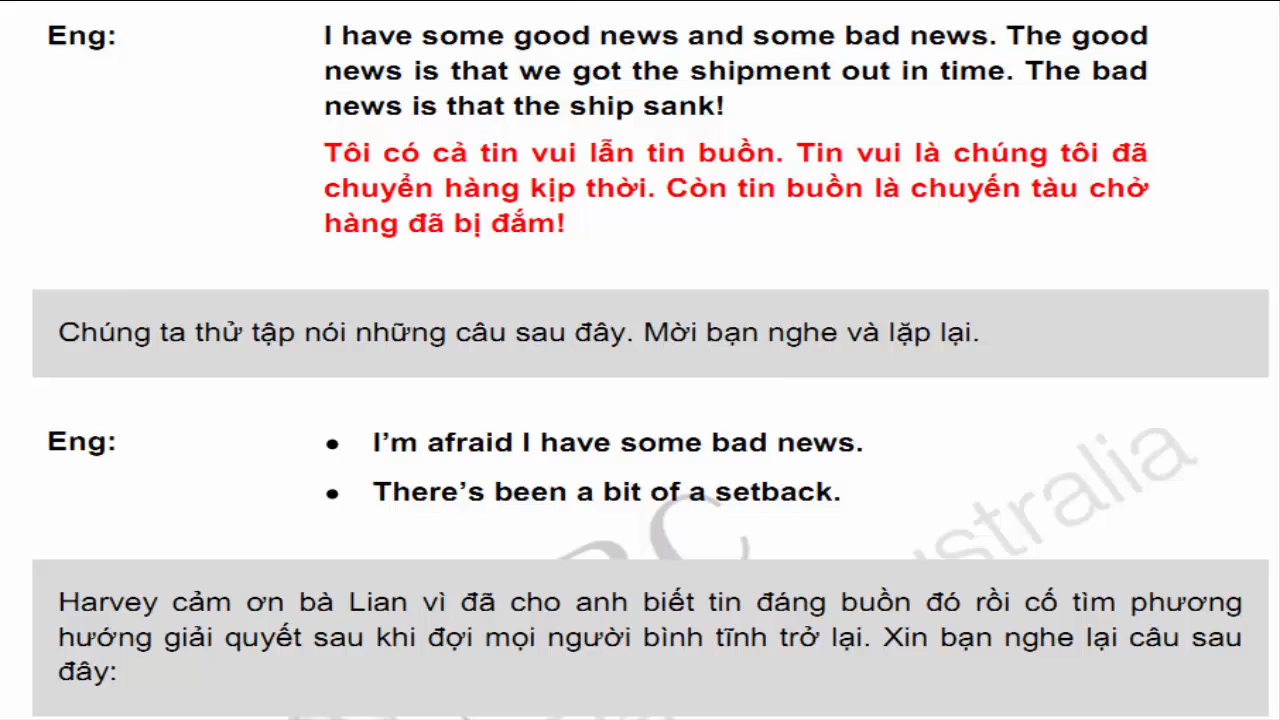 Eng:
I have some good news and some bad news. The good
news is that we got the shipment out in time. The bad
news is that the ship sank!
Tôi có cả tin vui lẫn tin buồn. Tin vui là chúng tôi đã
chuyển hàng kịp thời. Còn tin buồn là chuyến tàu chở
hàng đã bị đắm!
Chúng ta thử tập nói những câu sau đây. Mời bạn nghe và lặp lại.
Eng:
• I'm afraid I have some bad news.
• There's been a bit of a setback.
Harvey cảm ơn bà Lian vì đã cho anh biết tin đáng buồn đó rồi cố tìm phương
hướng giải quyết sau khi đợi mọi người bình tĩnh trở lại. Xin bạn nghe lại câu sau
đây: